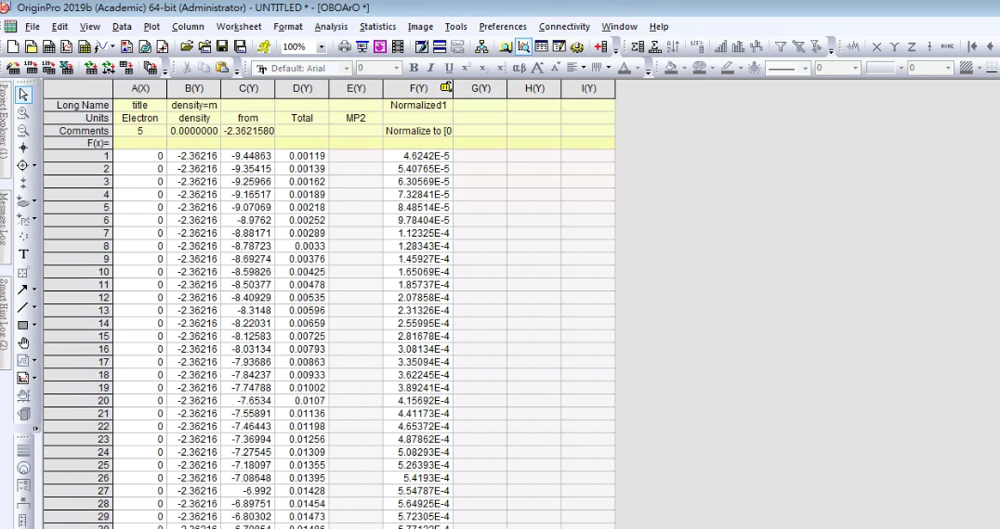 OriginPro 2019b (Academic) 64-bit (Administrator) - UNTITLED * - [OBOArO *]
File Edit View Data Plot Column Worksheet Format Analysis Statistics Image Tools Preferences Connectivity Window Help
100%
Default: Arial 0 B I U x² x₂ αβ A A A 0 0
Project Explorer (1)
Messages Log
Smart Hint Log (2)
T
A(X) B(Y) C(Y) D(Y) E(Y) F(Y) G(Y) H(Y) I(Y)
Long Name title density=m Normalized1
Units Electron density from Total MP2
Comments 5 0.0000000 -2.3621580 Normalize to [0
F(x)=
1 0 -2.36216 -9.44863 0.00119 4.6242E-5
2 0 -2.36216 -9.35415 0.00139 5.40765E-5
3 0 -2.36216 -9.25966 0.00162 6.30569E-5
4 0 -2.36216 -9.16517 0.00189 7.32841E-5
5 0 -2.36216 -9.07069 0.00218 8.48514E-5
6 0 -2.36216 -8.9762 0.00252 9.78404E-5
7 0 -2.36216 -8.88171 0.00289 1.12325E-4
8 0 -2.36216 -8.78723 0.0033 1.28343E-4
9 0 -2.36216 -8.69274 0.00376 1.45927E-4
10 0 -2.36216 -8.59826 0.00425 1.65069E-4
11 0 -2.36216 -8.50377 0.00478 1.85737E-4
12 0 -2.36216 -8.40929 0.00535 2.07858E-4
13 0 -2.36216 -8.3148 0.00596 2.31326E-4
14 0 -2.36216 -8.22031 0.00659 2.55995E-4
15 0 -2.36216 -8.12583 0.00725 2.81678E-4
16 0 -2.36216 -8.03134 0.00793 3.08134E-4
17 0 -2.36216 -7.93686 0.00863 3.35094E-4
18 0 -2.36216 -7.84237 0.00933 3.62245E-4
19 0 -2.36216 -7.74788 0.01002 3.89241E-4
20 0 -2.36216 -7.6534 0.0107 4.15692E-4
21 0 -2.36216 -7.55891 0.01136 4.41173E-4
22 0 -2.36216 -7.46443 0.01198 4.65372E-4
23 0 -2.36216 -7.36994 0.01256 4.87862E-4
24 0 -2.36216 -7.27545 0.01309 5.08293E-4
25 0 -2.36216 -7.18097 0.01355 5.26393E-4
26 0 -2.36216 -7.08648 0.01395 5.4193E-4
27 0 -2.36216 -6.992 0.01428 5.54787E-4
28 0 -2.36216 -6.89751 0.01454 5.64925E-4
29 0 -2.36216 -6.80302 0.01473 5.72305E-4